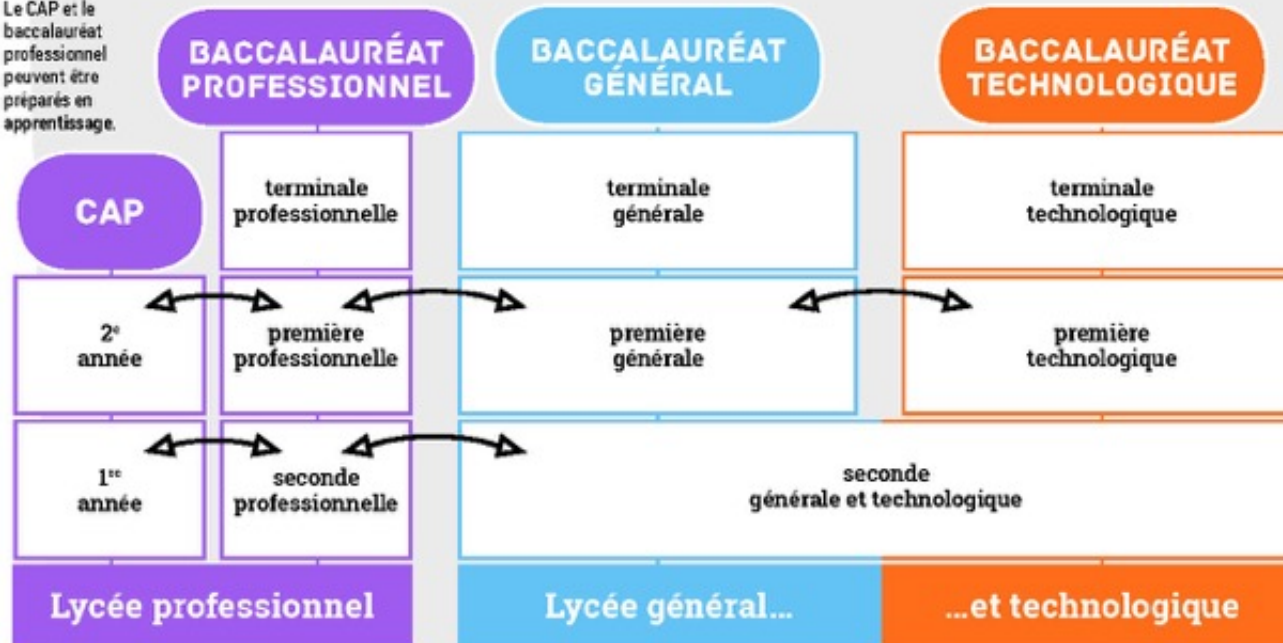 Le CAP et le
baccalauréat
professionnel
peuvent être
préparés en
apprentissage.
BACCALAURÉAT
PROFESSIONNEL
BACCALAURÉAT
GÉNÉRAL
BACCALAURÉAT
TECHNOLOGIQUE
CAP
terminale
professionnelle
terminale
générale
terminale
technologique
2e
année
première
professionnelle
première
générale
première
technologique
1re
année
seconde
professionnelle
seconde
générale et technologique
Lycée professionnel
Lycée général...
...et technologique